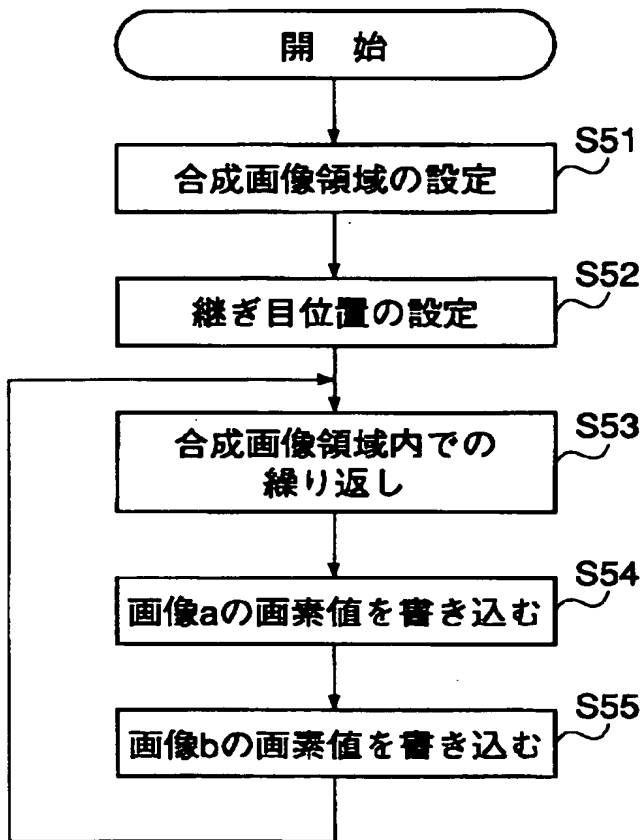 開 始
S51
合成画像領域の設定
S52
継ぎ目位置の設定
S53
合成画像領域内での
繰り返し
S54
画像aの画素値を書き込む
S55
画像bの画素値を書き込む